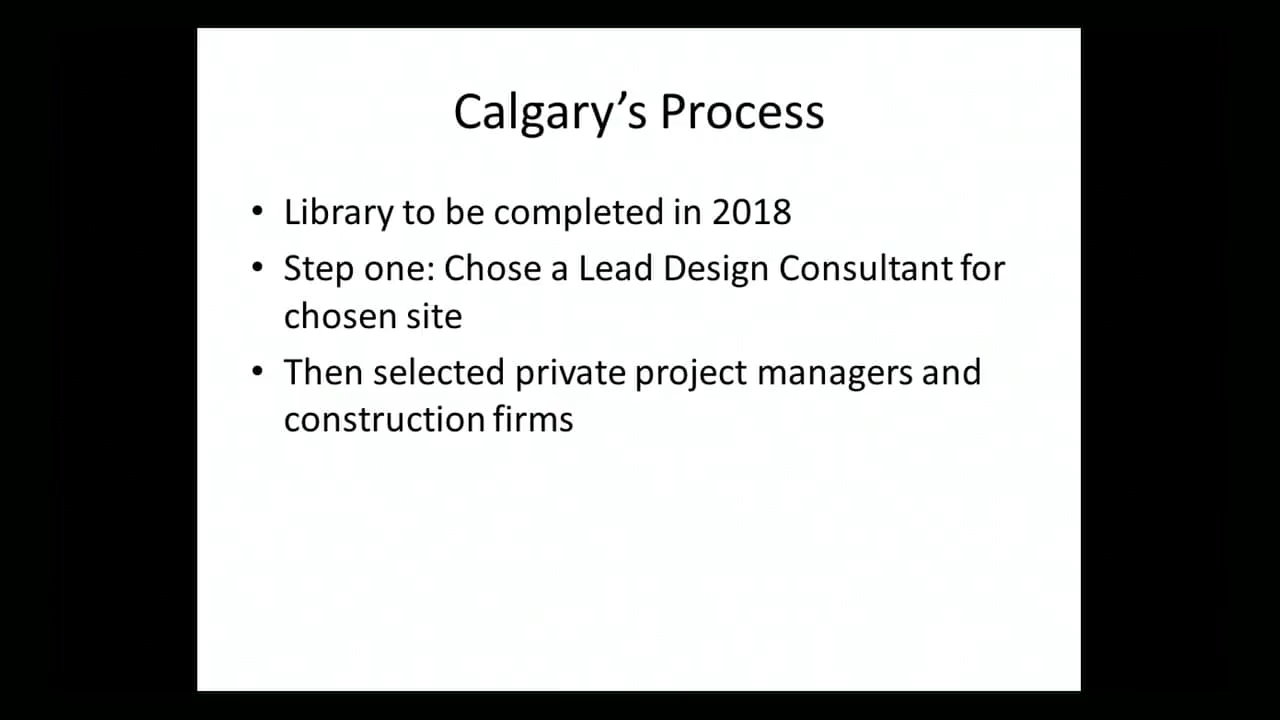 Calgary’s Process
• Library to be completed in 2018
• Step one: Chose a Lead Design Consultant for
chosen site
• Then selected private project managers and
construction firms